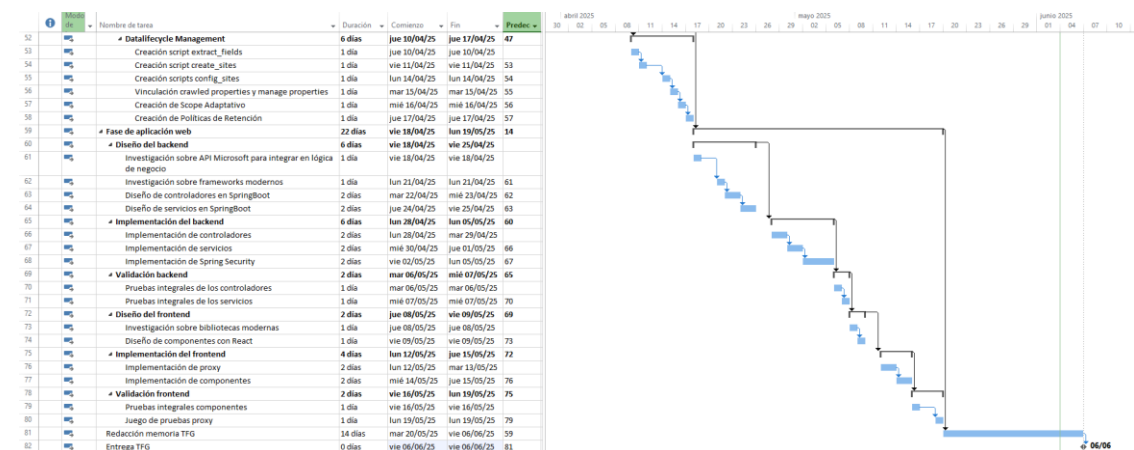 Modo de Nombre de tarea Duración Comienzo Fin Predec
abril 2025 mayo 2025 junio 2025
30 02 05 08 11 14 17 20 23 26 29 02 05 08 11 14 17 20 23 26 29 01 04 07 10
52 Datalifecycle Management 6 días jue 10/04/25 jue 17/04/25 47
53 Creación script extract_fields 1 día jue 10/04/25 jue 10/04/25
54 Creación script create_sites 1 día vie 11/04/25 vie 11/04/25 53
55 Creación scripts config_sites 1 día lun 14/04/25 lun 14/04/25 54
56 Vinculación crawled properties y manage properties 1 día mar 15/04/25 mar 15/04/25 55
57 Creación de Scope Adaptativo 1 día mié 16/04/25 mié 16/04/25 56
58 Creación de Políticas de Retención 1 día jue 17/04/25 jue 17/04/25 57
59 Fase de aplicación web 22 días vie 18/04/25 lun 19/05/25 14
60 Diseño del backend 6 días vie 18/04/25 vie 25/04/25
61 Investigación sobre API Microsoft para integrar en lógica 1 día vie 18/04/25 vie 18/04/25
de negocio
62 Investigación sobre frameworks modernos 1 día lun 21/04/25 lun 21/04/25 61
63 Diseño de controladores en SpringBoot 2 días mar 22/04/25 mié 23/04/25 62
64 Diseño de servicios en SpringBoot 2 días jue 24/04/25 vie 25/04/25 63
65 Implementación del backend 6 días lun 28/04/25 lun 05/05/25 60
66 Implementación de controladores 2 días lun 28/04/25 mar 29/04/25
67 Implementación de servicios 2 días mié 30/04/25 jue 01/05/25 66
68 Implementación de Spring Security 2 días vie 02/05/25 lun 05/05/25 67
69 Validación backend 2 días mar 06/05/25 mié 07/05/25 65
70 Pruebas integrales de los controladores 1 día mar 06/05/25 mar 06/05/25
71 Pruebas integrales de los servicios 1 día mié 07/05/25 mié 07/05/25 70
72 Diseño del frontend 2 días jue 08/05/25 vie 09/05/25 69
73 Investigación sobre bibliotecas modernas 1 día jue 08/05/25 jue 08/05/25
74 Diseño de componentes con React 1 día vie 09/05/25 vie 09/05/25 73
75 Implementación del frontend 4 días lun 12/05/25 jue 15/05/25 72
76 Implementación de proxy 2 días lun 12/05/25 mar 13/05/25
77 Implementación de componentes 2 días mié 14/05/25 jue 15/05/25 76
78 Validación frontend 2 días vie 16/05/25 lun 19/05/25 75
79 Pruebas integrales componentes 1 día vie 16/05/25 vie 16/05/25
80 Juego de pruebas proxy 1 día lun 19/05/25 lun 19/05/25 79
81 Redacción memoria TFG 14 días mar 20/05/25 vie 06/06/25 59
82 Entrega TFG 0 días vie 06/06/25 vie 06/06/25 81
06/06